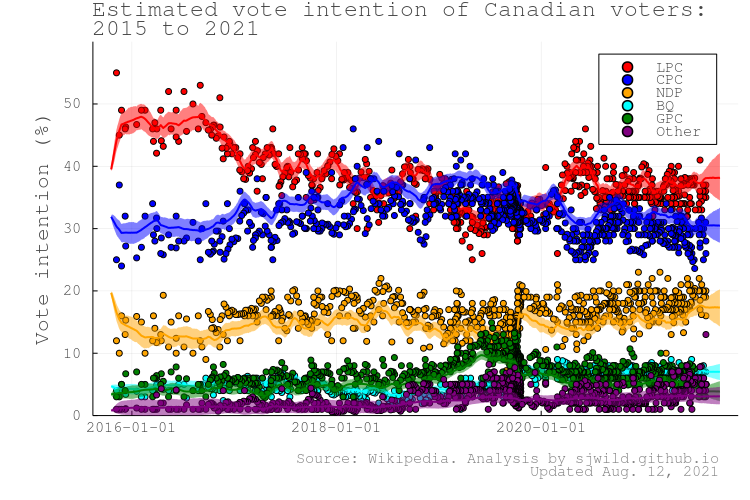 Estimated vote intention of Canadian voters:
2015 to 2021
LPC
CPC
NDP
BQ
GPC
Other
Vote intention (%)
50
40
30
20
10
0
2016-01-01
2018-01-01
2020-01-01
Source: Wikipedia. Analysis by sjwild.github.io
Updated Aug. 12, 2021